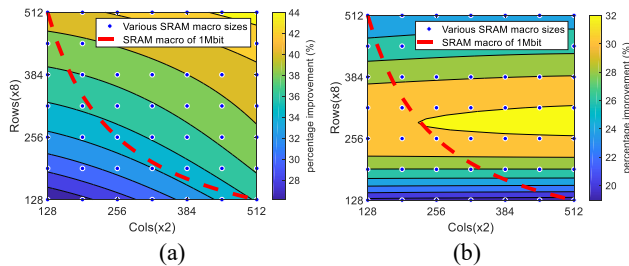 512
384
256
128
Rows(x8)
128
256
384
512
Cols(x2)
Various SRAM macro sizes
SRAM macro of 1Mbit
44
42
40
38
36
34
32
30
28
percentage improvement (%)
(a)
512
384
256
128
Rows(x8)
128
256
384
512
Cols(x2)
Various SRAM macro sizes
SRAM macro of 1Mbit
32
30
28
26
24
22
20
percentage improvement (%)
(b)